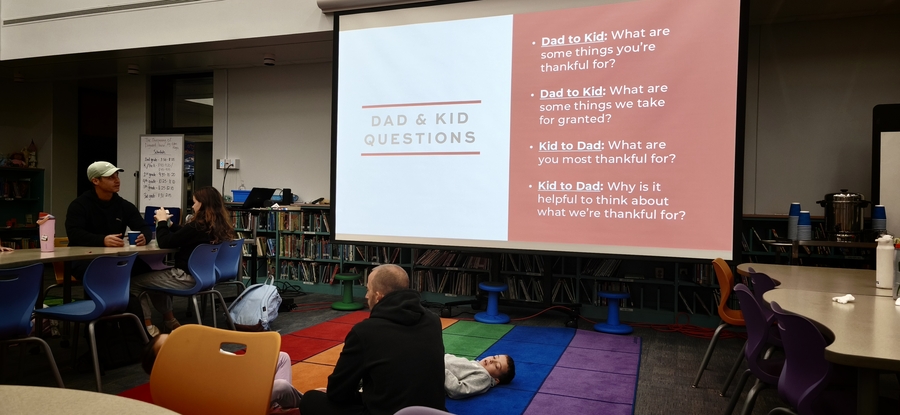 DAD & KID
QUESTIONS
• Dad to Kid: What are
some things you're
thankful for?
• Dad to Kid: What are
some things we take
for granted?
• Kid to Dad: What are
you most thankful for?
• Kid to Dad: Why is it
helpful to think about
what we're thankful for?